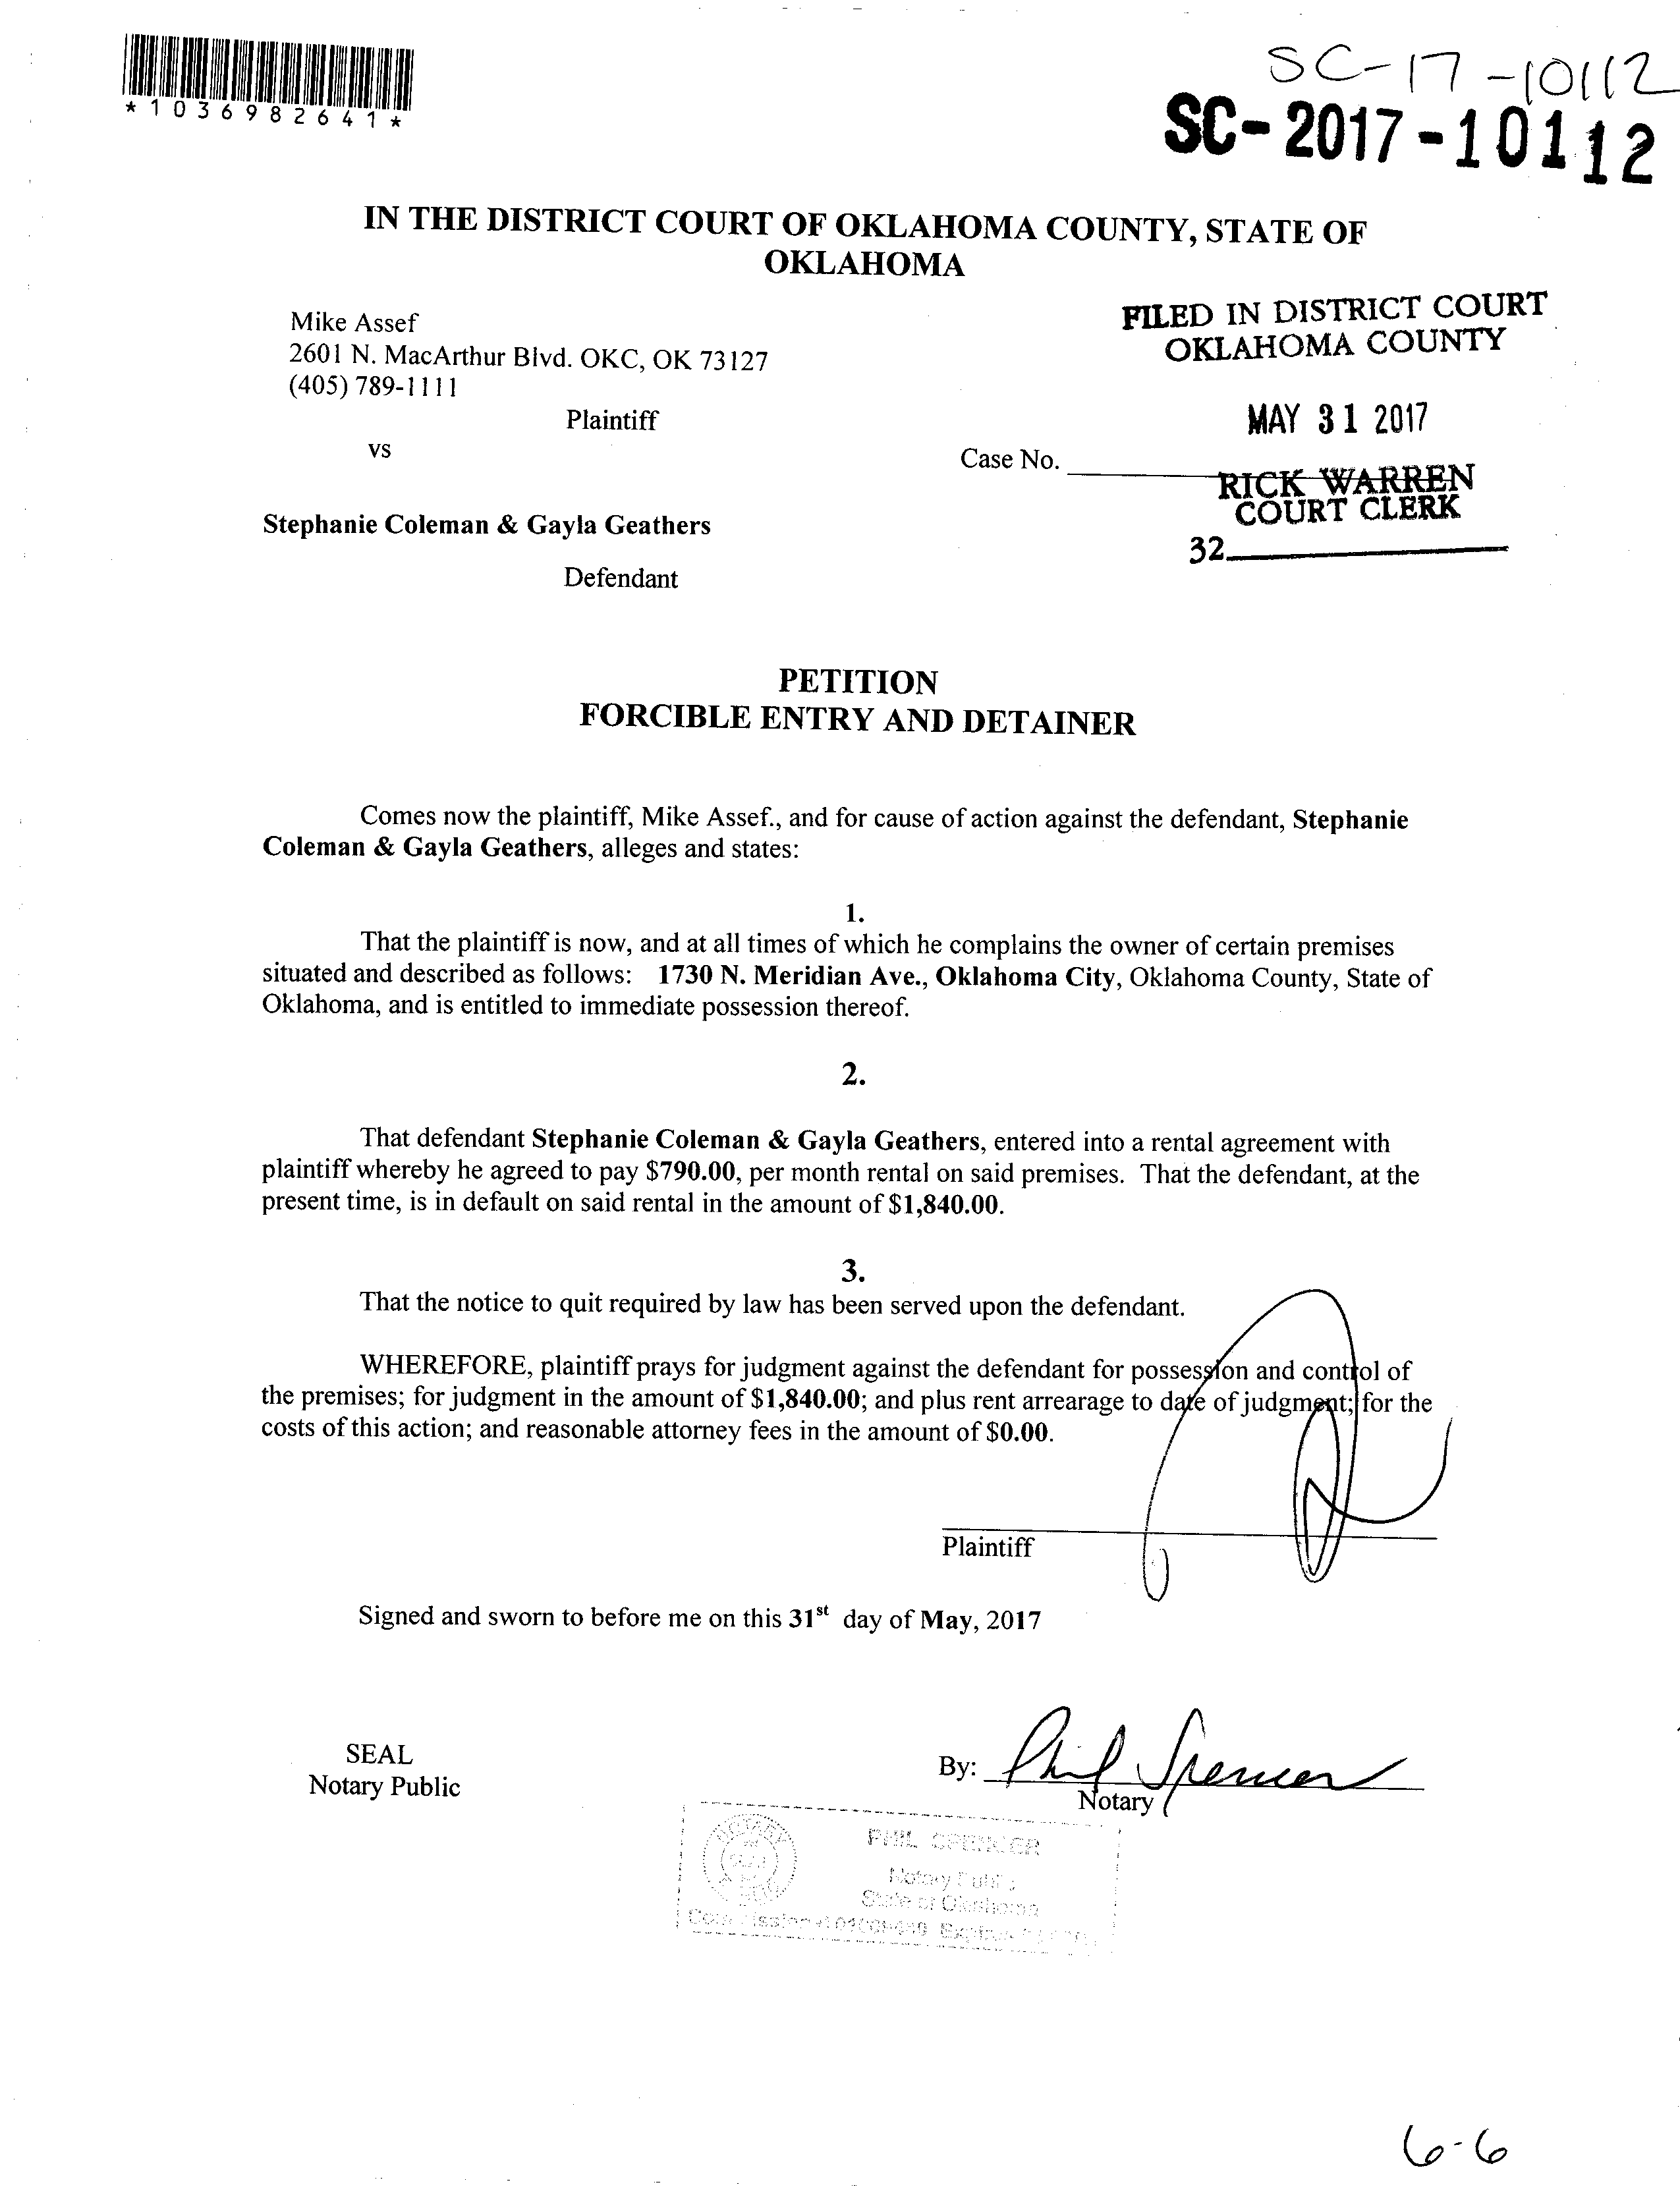 *1036982641*
SC-17-10112
SC-2017-10112
IN THE DISTRICT COURT OF OKLAHOMA COUNTY, STATE OF
OKLAHOMA
Mike Assef
2601 N. MacArthur Blvd. OKC, OK 73127
(405) 789-1111
Plaintiff
vs
Stephanie Coleman & Gayla Geathers
Defendant
FILED IN DISTRICT COURT
OKLAHOMA COUNTY
MAY 31 2017
Case No.
RICK WARREN
COURT CLERK
32
PETITION
FORCIBLE ENTRY AND DETAINER
Comes now the plaintiff, Mike Assef., and for cause of action against the defendant, Stephanie
Coleman & Gayla Geathers, alleges and states:
1.
That the plaintiff is now, and at all times of which he complains the owner of certain premises
situated and described as follows: 1730 N. Meridian Ave., Oklahoma City, Oklahoma County, State of
Oklahoma, and is entitled to immediate possession thereof.
2.
That defendant Stephanie Coleman & Gayla Geathers, entered into a rental agreement with
plaintiff whereby he agreed to pay $790.00, per month rental on said premises. That the defendant, at the
present time, is in default on said rental in the amount of $1,840.00.
3.
That the notice to quit required by law has been served upon the defendant.
WHEREFORE, plaintiff prays for judgment against the defendant for possession and control of
the premises; for judgment in the amount of $1,840.00; and plus rent arrearage to date of judgment; for the
costs of this action; and reasonable attorney fees in the amount of $0.00.
Plaintiff
Signed and sworn to before me on this 31st day of May, 2017
SEAL
Notary Public
By: Phil Spencer
Notary
PHIL SPENCER
Notary Public
State of Oklahoma
6-6